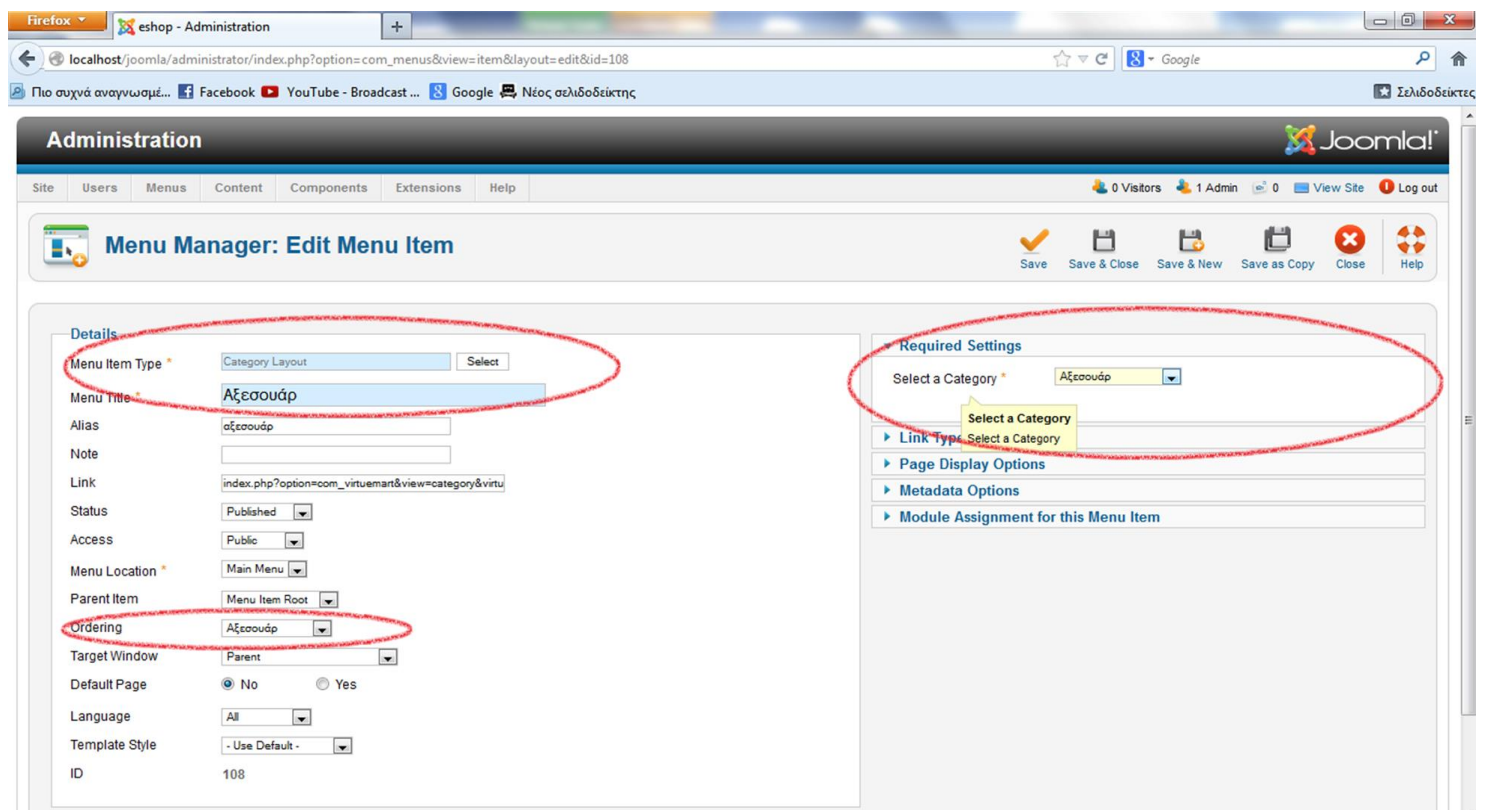 Firefox
eshop - Administration
localhost/joomla/administrator/index.php?option=com_menus&view=item&layout=edit&id=108
Google
Πιο συχνά αναγνωσμέ... Facebook YouTube - Broadcast ... Google Νέος σελιδοδείκτης Σελιδοδείκτες
Administration
Joomla!
Site Users Menus Content Components Extensions Help
0 Visitors 1 Admin 0 View Site Log out
Menu Manager: Edit Menu Item
Save Save & Close Save & New Save as Copy Close Help
Details
Menu Item Type * Category Layout Select
Menu Title * Αξεσουάρ
Alias αξεσουάρ
Note
Link index.php?option=com_virtuemart&view=category&virtu
Status Published
Access Public
Menu Location * Main Menu
Parent Item Menu Item Root
Ordering Αξεσουάρ
Target Window Parent
Default Page No Yes
Language All
Template Style - Use Default -
ID 108
Required Settings
Select a Category * Αξεσουάρ
Select a Category
Select a Category
Link Type
Page Display Options
Metadata Options
Module Assignment for this Menu Item